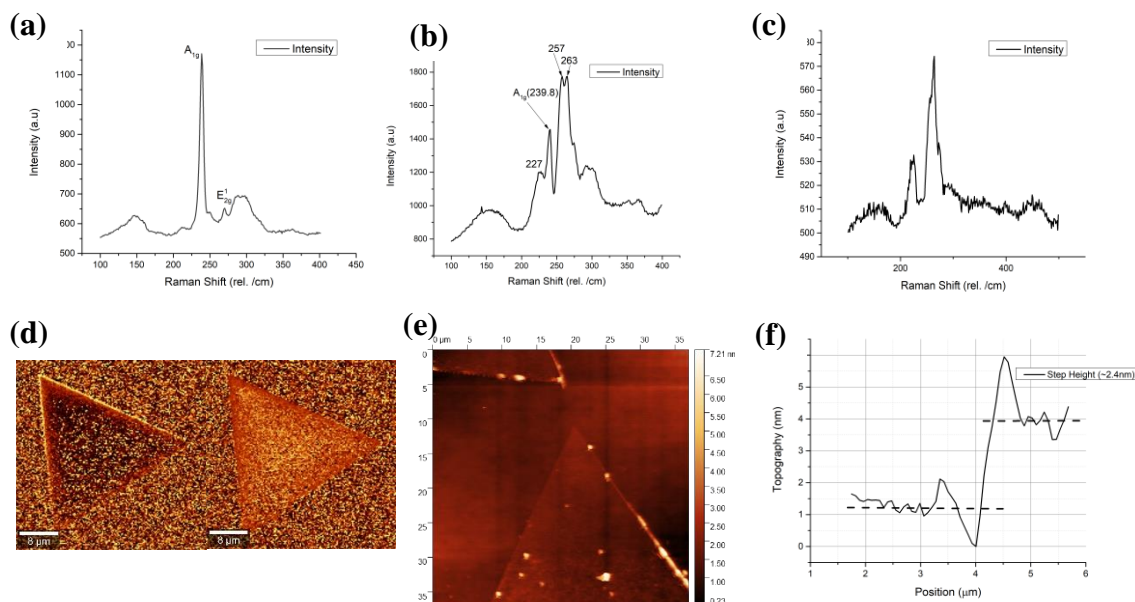 (a)
A1g
Intensity
E¹2g
1100
1000
900
800
700
600
500
Intensity (a.u)
100 150 200 250 300 350 400 450
Raman Shift (rel. /cm)
(b)
257
263
Intensity
A1g(239.8)
227
1800
1600
1400
1200
1000
800
Intensity (a.u)
100 150 200 250 300 350 400
Raman Shift (rel. /cm)
(c)
Intensity
570
560
550
540
530
520
510
500
490
Intensity (a.u)
200 400
Raman Shift (rel. /cm)
(d)
8 µm
8 µm
(e)
0 µm 5 10 15 20 25 30 35
0
5
10
15
20
25
30
35
7.21 nm
6.50
6.00
5.50
5.00
4.50
4.00
3.50
3.00
2.50
2.00
1.50
1.00
0.23
(f)
Step Height (~2.4nm)
6
5
4
3
2
1
0
Topography (nm)
1 2 3 4 5 6
Position (µm)